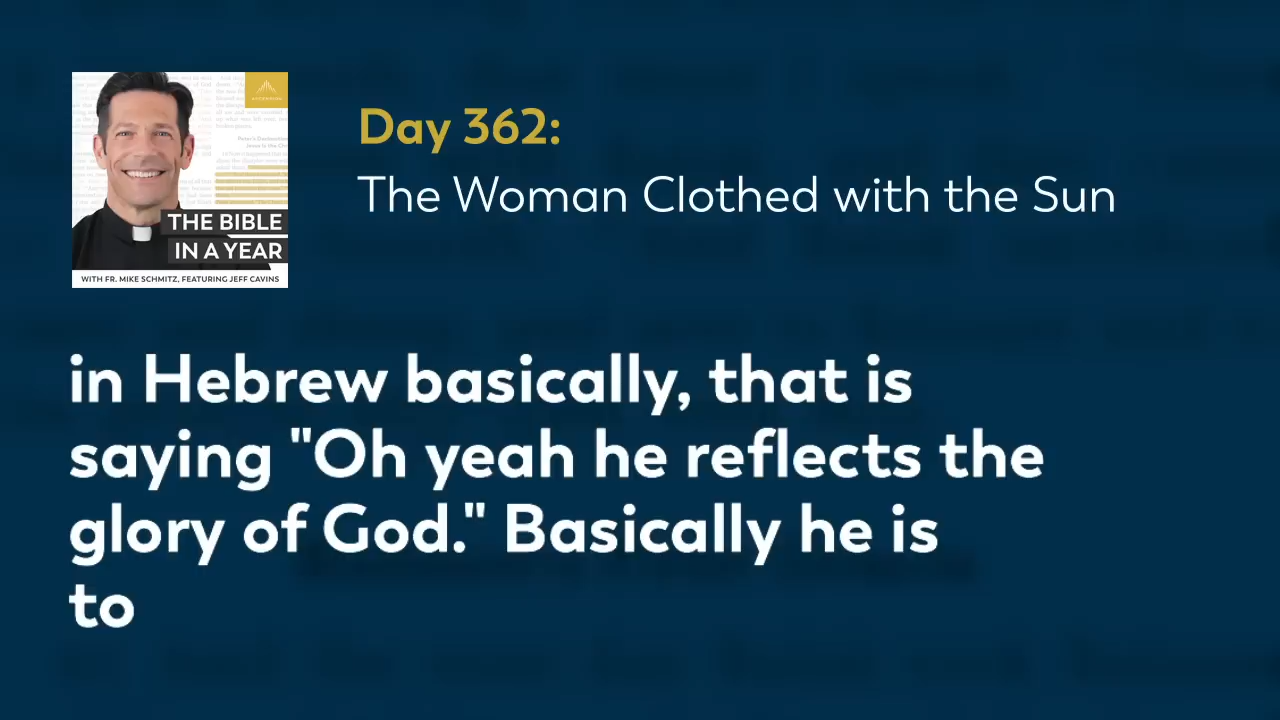 Day 362:
The Woman Clothed with the Sun
THE BIBLE
IN A YEAR
WITH FR. MIKE SCHMITZ, FEATURING JEFF CAVINS
in Hebrew basically, that is
saying "Oh yeah he reflects the
glory of God." Basically he is
to